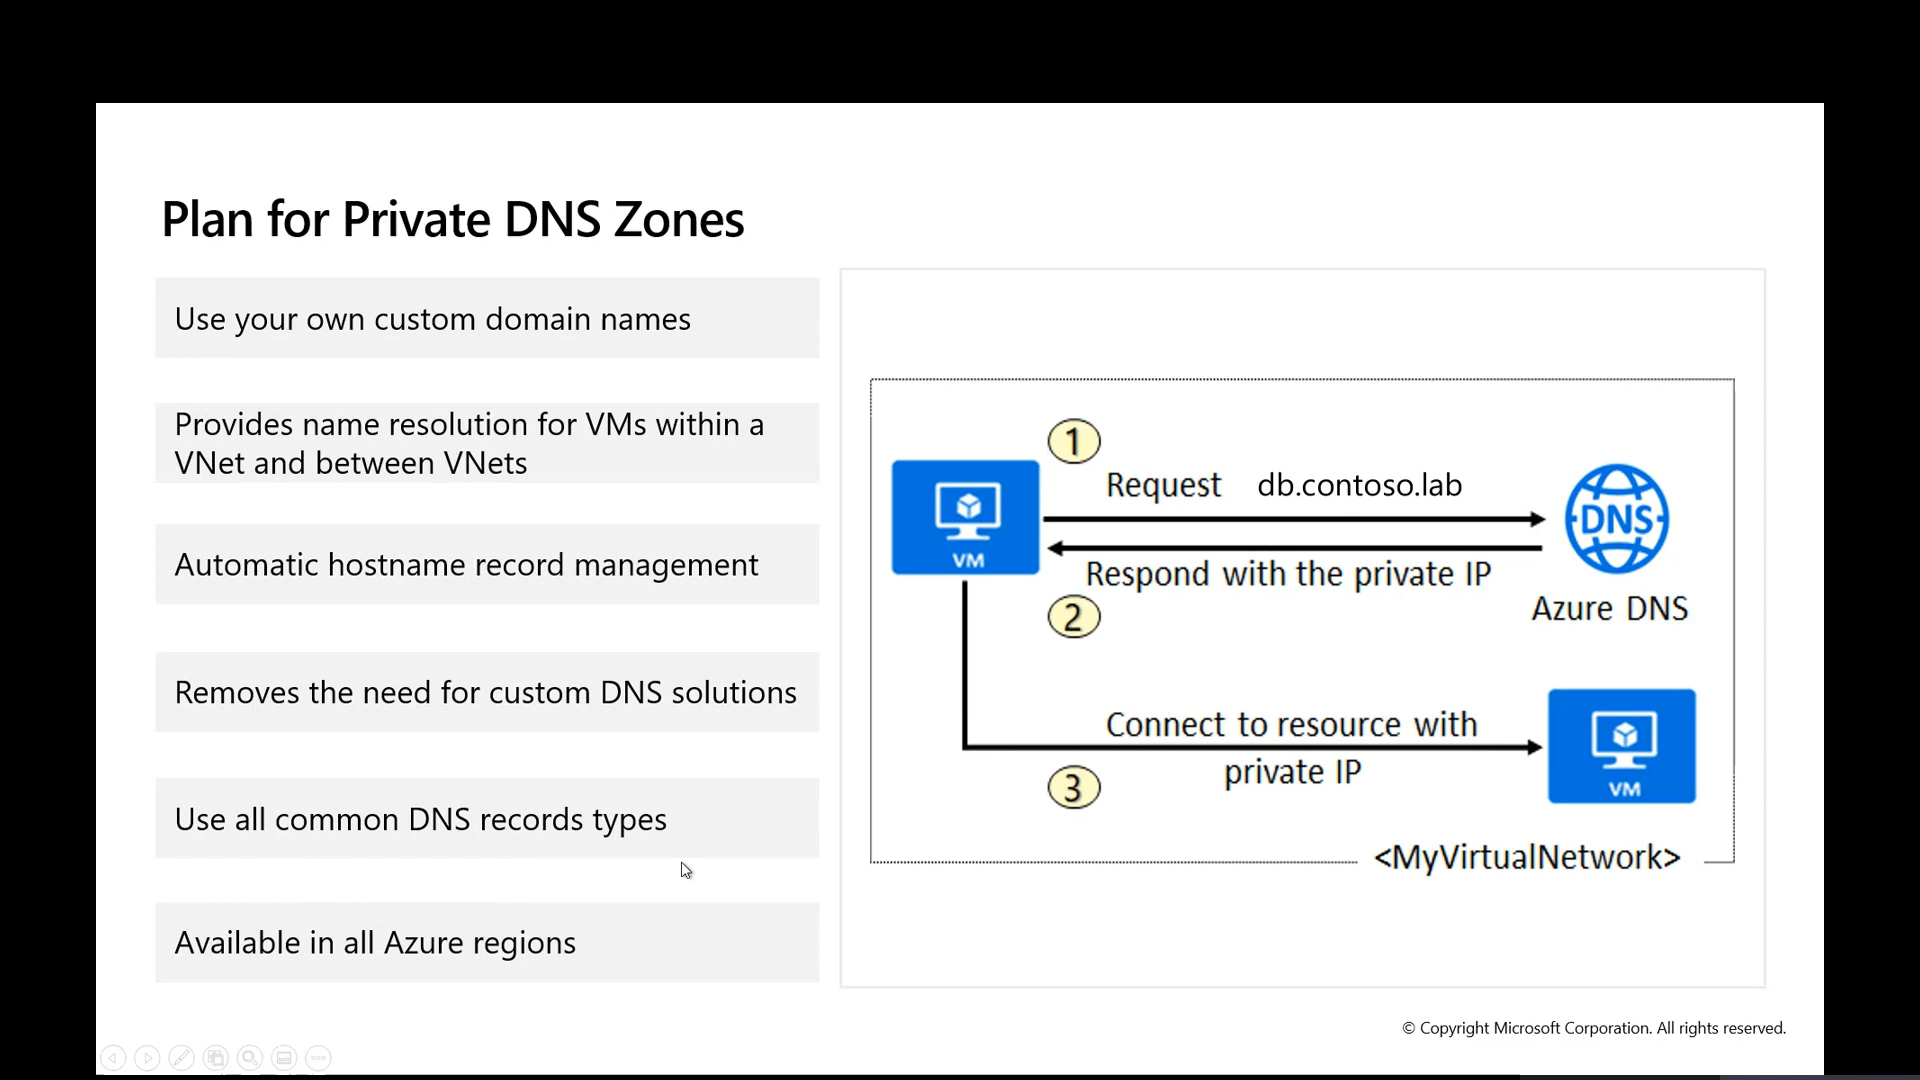 Plan for Private DNS Zones
Use your own custom domain names
Provides name resolution for VMs within a
VNet and between VNets
Automatic hostname record management
Removes the need for custom DNS solutions
Use all common DNS records types
Available in all Azure regions
1
Request db.contoso.lab
VM
DNS
Respond with the private IP
2
Azure DNS
Connect to resource with
private IP
3
VM
<MyVirtualNetwork>
© Copyright Microsoft Corporation. All rights reserved.